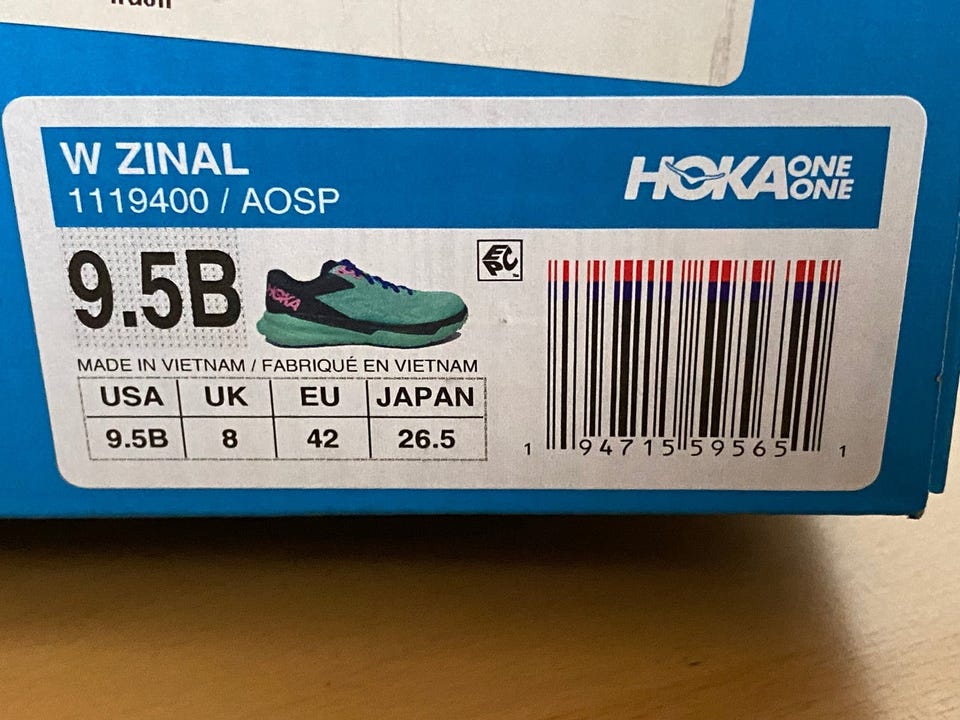 W ZINAL
1119400 / AOSP
HOKA ONE ONE
9.5B
HOKA
EPC
MADE IN VIETNAM / FABRIQUÉ EN VIETNAM
USA UK EU JAPAN
9.5B 8 42 26.5
1 94715 59565 1